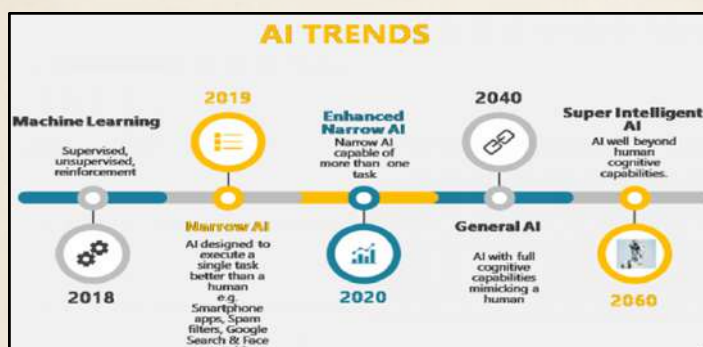 AI TRENDS
Machine Learning
Supervised,
unsupervised,
reinforcement
2018
2019
Narrow AI
AI designed to
execute a
single task
better than a
human
e.g.
Smartphone
apps, Spam
filters, Google
Search & Face
Enhanced
Narrow AI
Narrow AI
capable of
more than one
task
2020
2040
General AI
AI with full
cognitive
capabilities
mimicking a
human
Super Intelligent
AI
AI well beyond
human
cognitive
capabilities.
2060